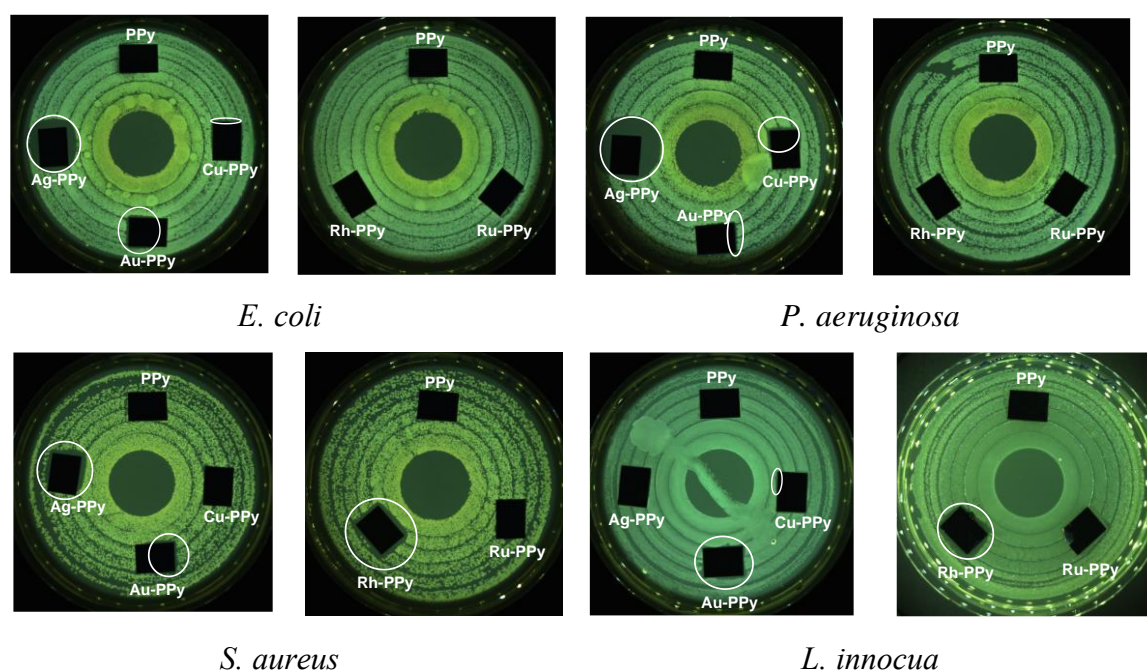 PPy
Ag-PPy
Cu-PPy
Au-PPy
PPy
Rh-PPy
Ru-PPy
PPy
Ag-PPy
Cu-PPy
Au-PPy
PPy
Rh-PPy
Ru-PPy
E. coli
P. aeruginosa
PPy
Ag-PPy
Cu-PPy
Au-PPy
PPy
Rh-PPy
Ru-PPy
PPy
Ag-PPy
Cu-PPy
Au-PPy
PPy
Rh-PPy
Ru-PPy
S. aureus
L. innocua